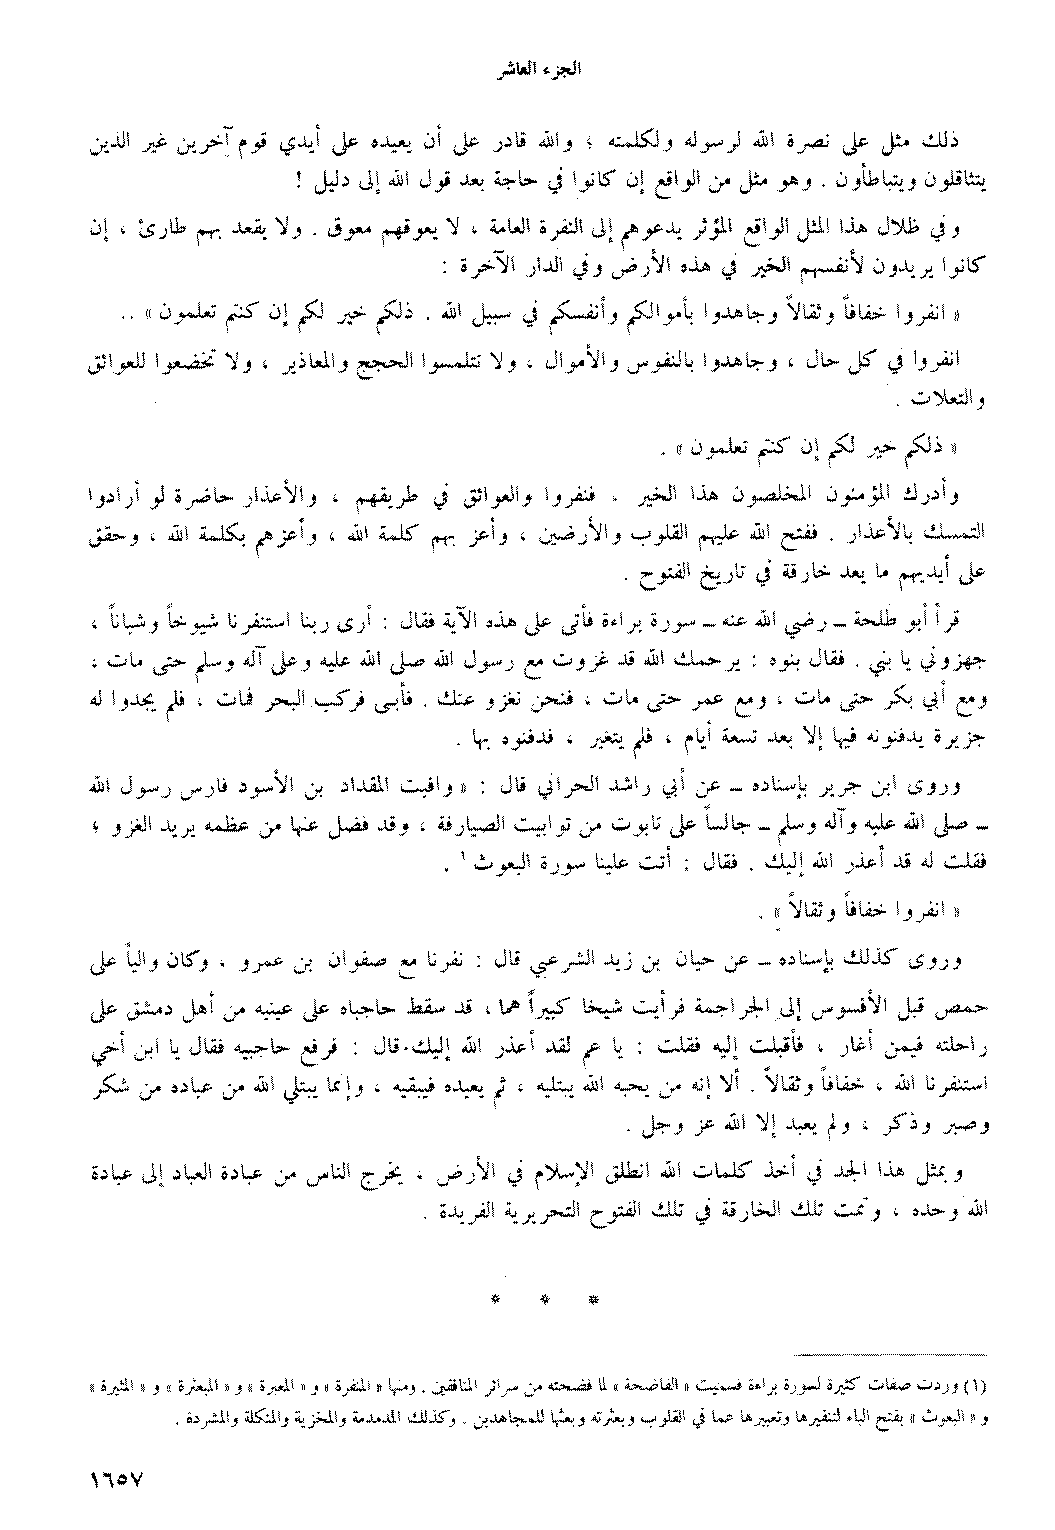 الجزء العاشر
ذلك مثل على نصرة الله لرسوله ولكلمته ؛ والله قادر على أن يعيده على أيدي قوم آخرين غير الذين
يتثاقلون ويتباطأون . وهو مثل من الواقع إن كانوا في حاجة بعد قول الله إلى دليل !
وفي ظلال هذا المثل الواقع المؤثر يدعوهم إلى النفرة العامة ، لا يعوقهم معوق . ولا يقعد بهم طارئ ، إن
كانوا يريدون لأنفسهم الخير في هذه الأرض وفي الدار الآخرة :
« انفروا خفافاً وثقالاً وجاهدوا بأموالكم وأنفسكم في سبيل الله . ذلكم خير لكم إن كنتم تعلمون » ..
انفروا في كل حال ، وجاهدوا بالنفوس والأموال ، ولا تتلمسوا الحجج والمعاذير ، ولا تخضعوا للعوائق
والتعلات .
« ذلكم خير لكم إن كنتم تعلمون » .
وأدرك المؤمنون المخلصون هذا الخير . فنفروا والعوائق في طريقهم ، والأعذار حاضرة لو أرادوا
التمسك بالأعذار . ففتح الله عليهم القلوب والأرضين ، وأعز بهم كلمة الله ، وأعزهم بكلمة الله ، وحقق
على أيديهم ما يعد خارقة في تاريخ الفتوح .
قرأ أبو طلحة ــ رضي الله عنه ــ سورة براءة فأتى على هذه الآية فقال : أرى ربنا استنفرنا شيوخاً وشباناً ،
جهزوني يا بني . فقال بنوه : يرحمك الله قد غزوت مع رسول الله صلى الله عليه وعلى آله وسلم حتى مات ،
ومع أبي بكر حتى مات ، ومع عمر حتى مات ، فنحن نغزو عنك . فأبى فركب البحر فمات ، فلم يجدوا له
جزيرة يدفنونه فيها إلا بعد تسعة أيام ، فلم يتغير ، فدفنوه بها .
وروى ابن جرير بإسناده ــ عن أبي راشد الحراني قال : « وافيت المقداد بن الأسود فارس رسول الله
ــ صلى الله عليه وآله وسلم ــ جالساً على تابوت من توابيت الصيارفة ، وقد فضل عنها من عظمه يريد الغزو ؛
فقلت له قد أعذر الله إليك . فقال : أتت علينا سورة البعوث ١ .
« انفروا خفافاً وثقالاً » .
وروى كذلك بإسناده ــ عن حيان بن زيد الشرعبي قال : نفرنا مع صفوان بن عمرو ، وكان والياً على
حمص قبل الأفسوس إلى الجراجمة فرأيت شيخا كبيراً هما ، قد سقط حاجباه على عينيه من أهل دمشق على
راحلته فيمن أغار ، فأقبلت إليه فقلت : يا عم لقد أعذر الله إليك . قال : فرفع حاجبيه فقال يا ابن أخي
استنفرنا الله ، خفافاً وثقالاً . ألا إنه من يحبه الله يبتليه ، ثم يعيده فيبقيه ، وإنما يبتلي الله من عباده من شكر
وصبر وذكر ، ولم يعبد إلا الله عز وجل .
وبمثل هذا الجد في أخذ كلمات الله انطلق الإسلام في الأرض ، يخرج الناس من عبادة العباد إلى عبادة
الله وحده ، وتمت تلك الخارقة في تلك الفتوح التحريرية الفريدة .
* * *
(١) وردت صفات كثيرة لسورة براءة فسميت « الفاضحة » لما فضحته من سرائر المنافقين . ومنها « المنفرة » و « المعبرة » و « المبعثرة » و « المثيرة »
و « البعوث » بفتح الباء لتنفيرها وتعبيرها عما في القلوب وبعثرته وبعثها للمجاهدين . وكذلك المدمدمة والمخزية والمنكلة والمشردة .
١٦٥٧